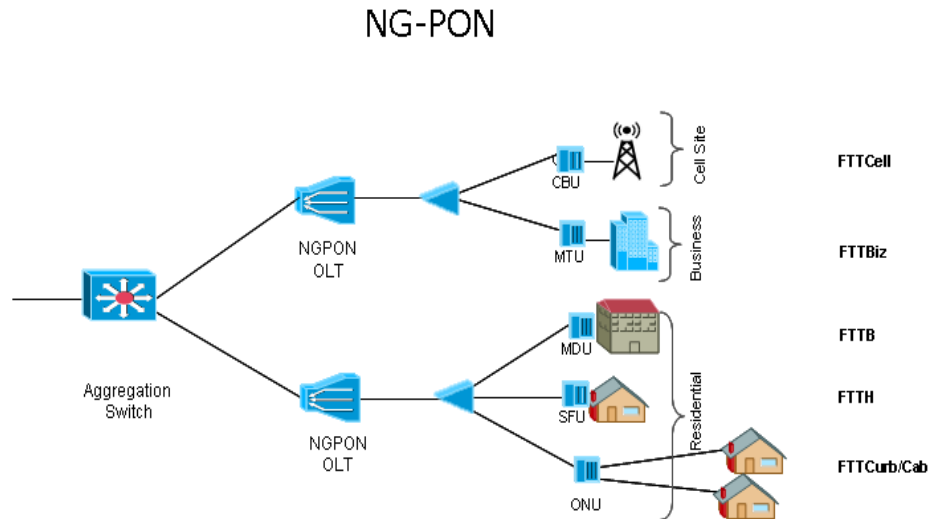 NG-PON
CBU
Cell Site
FTTCell
NGPON
OLT
MTU
Business
FTTBiz
Aggregation
Switch
MDU
FTTB
NGPON
OLT
SFU
Residential
FTTH
ONU
FTTCurb/Cab